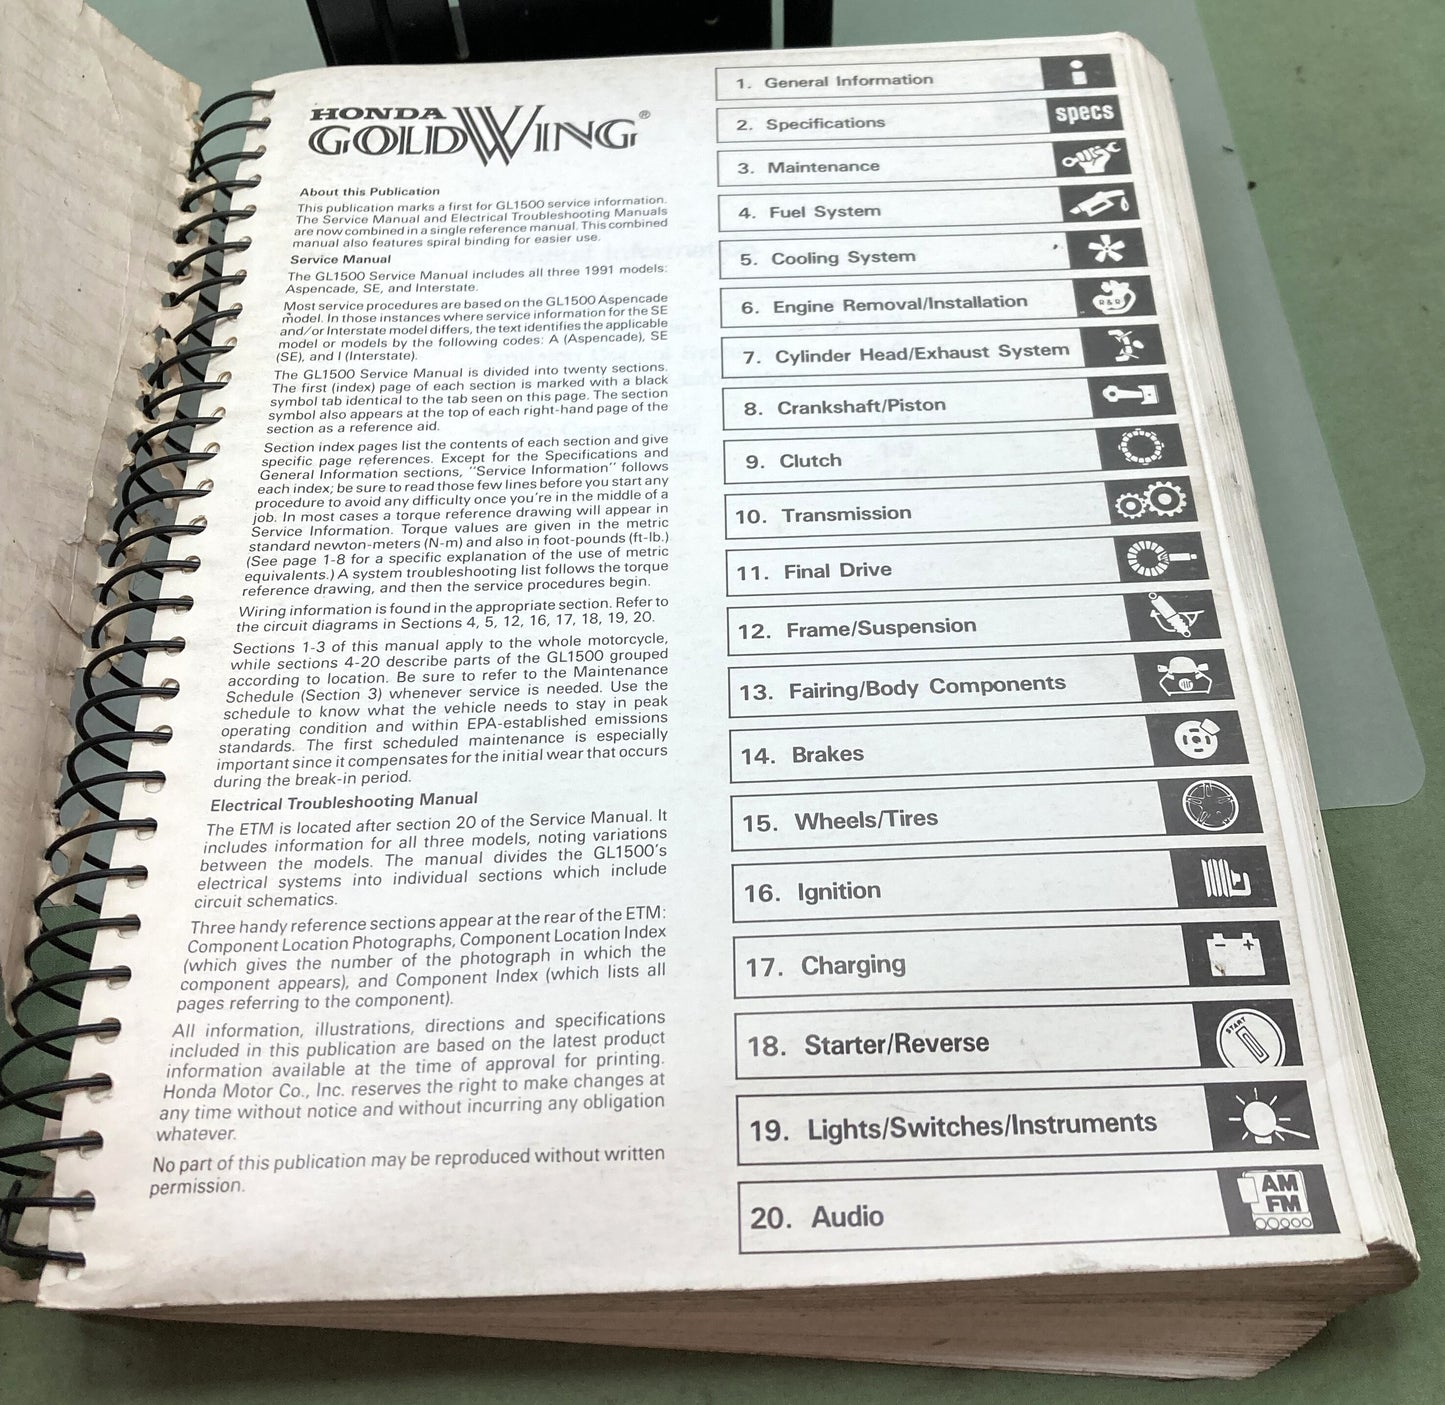 HONDA
GOLDWING®
About this Publication
This publication marks a first for GL1500 service information.
The Service Manual and Electrical Troubleshooting Manuals
are now combined in a single reference manual. This combined
manual also features spiral binding for easier use.
Service Manual
The GL1500 Service Manual includes all three 1991 models:
Aspencade, SE, and Interstate.
Most service procedures are based on the GL1500 Aspencade
model. In those instances where service information for the SE
and/or Interstate model differs, the text identifies the applicable
model or models by the following codes: A (Aspencade), SE
(SE), and I (Interstate).
The GL1500 Service Manual is divided into twenty sections.
The first (index) page of each section is marked with a black
symbol tab identical to the tab seen on this page. The section
symbol also appears at the top of each right-hand page of the
section as a reference aid.
Section index pages list the contents of each section and give
specific page references. Except for the Specifications and
General Information sections, "Service Information" follows
each index; be sure to read those few lines before you start any
procedure to avoid any difficulty once you're in the middle of a
job. In most cases a torque reference drawing will appear in
Service Information. Torque values are given in the metric
standard newton-meters (N-m) and also in foot-pounds (ft-lb.)
(See page 1-8 for a specific explanation of the use of metric
equivalents.) A system troubleshooting list follows the torque
reference drawing, and then the service procedures begin.
Wiring information is found in the appropriate section. Refer to
the circuit diagrams in Sections 4, 5, 12, 16, 17, 18, 19, 20.
Sections 1-3 of this manual apply to the whole motorcycle,
while sections 4-20 describe parts of the GL1500 grouped
according to location. Be sure to refer to the Maintenance
Schedule (Section 3) whenever service is needed. Use the
schedule to know what the vehicle needs to stay in peak
operating condition and within EPA-established emissions
standards. The first scheduled maintenance is especially
important since it compensates for the initial wear that occurs
during the break-in period.
Electrical Troubleshooting Manual
The ETM is located after section 20 of the Service Manual. It
includes information for all three models, noting variations
between the models. The manual divides the GL1500's
electrical systems into individual sections which include
circuit schematics.
Three handy reference sections appear at the rear of the ETM:
Component Location Photographs, Component Location Index
(which gives the number of the photograph in which the
component appears), and Component Index (which lists all
pages referring to the component).
All information, illustrations, directions and specifications
included in this publication are based on the latest product
information available at the time of approval for printing.
Honda Motor Co., Inc. reserves the right to make changes at
any time without notice and without incurring any obligation
whatever.
No part of this publication may be reproduced without written
permission.
1. General Information i
2. Specifications specs
3. Maintenance
4. Fuel System
5. Cooling System
6. Engine Removal/Installation R & R
7. Cylinder Head/Exhaust System
8. Crankshaft/Piston
9. Clutch
10. Transmission
11. Final Drive
12. Frame/Suspension
13. Fairing/Body Components
14. Brakes
15. Wheels/Tires
16. Ignition
17. Charging - +
18. Starter/Reverse START
19. Lights/Switches/Instruments
20. Audio AM
FM